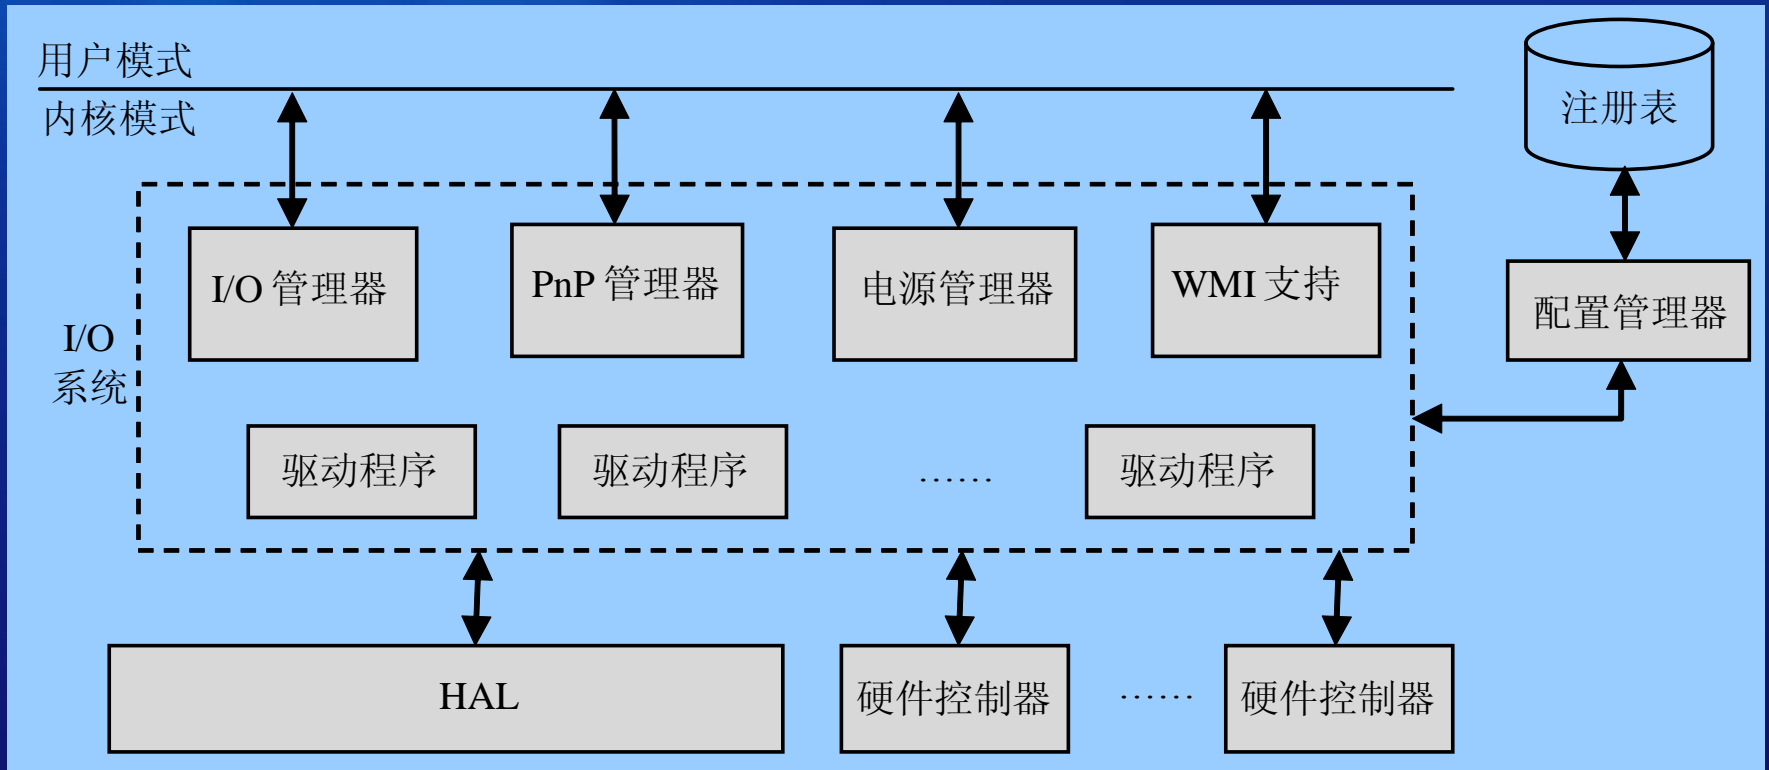 用户模式
内核模式
注册表
I/O 管理器
PnP 管理器
电源管理器
WMI 支持
配置管理器
I/O
系统
驱动程序
驱动程序
……
驱动程序
HAL
硬件控制器
……
硬件控制器